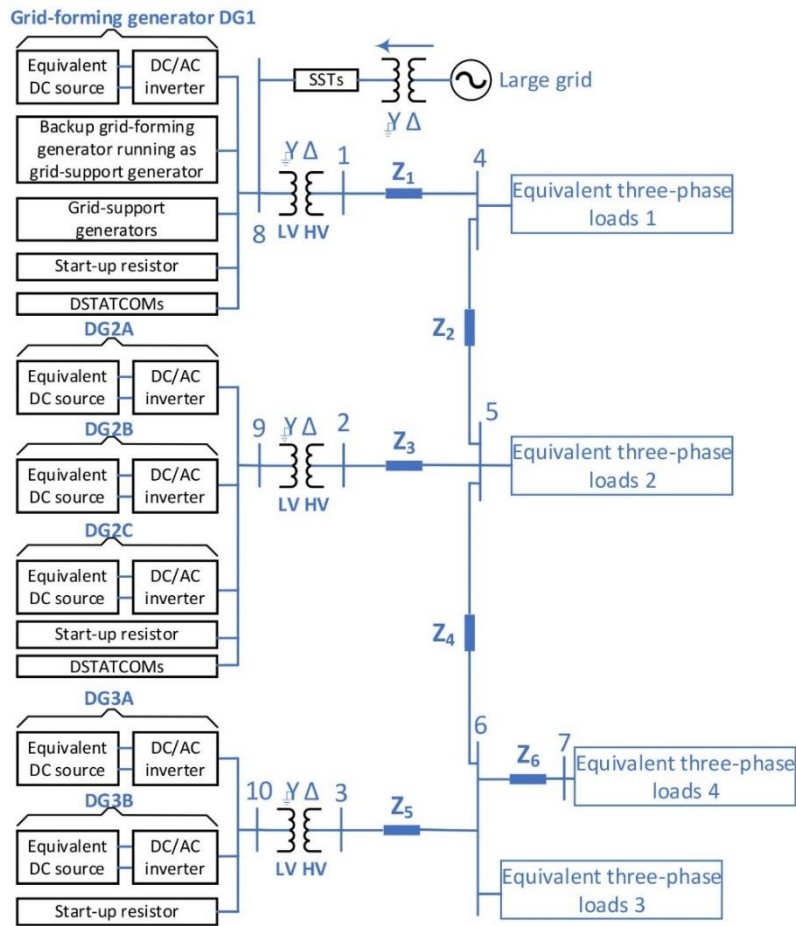 Grid-forming generator DG1
Equivalent
DC source
DC/AC
inverter
Backup grid-forming
generator running as
grid-support generator
Grid-support
generators
Start-up resistor
DSTATCOMs
SSTs
Y Δ
Large grid
8
Y Δ
LV HV
1
Z1
4
Equivalent three-phase
loads 1
Z2
DG2A
Equivalent
DC source
DC/AC
inverter
DG2B
Equivalent
DC source
DC/AC
inverter
DG2C
Equivalent
DC source
DC/AC
inverter
Start-up resistor
DSTATCOMs
9
Y Δ
LV HV
2
Z3
5
Equivalent three-phase
loads 2
Z4
DG3A
Equivalent
DC source
DC/AC
inverter
DG3B
Equivalent
DC source
DC/AC
inverter
Start-up resistor
10
Y Δ
LV HV
3
Z5
6
Z6
7
Equivalent three-phase
loads 4
Equivalent three-phase
loads 3